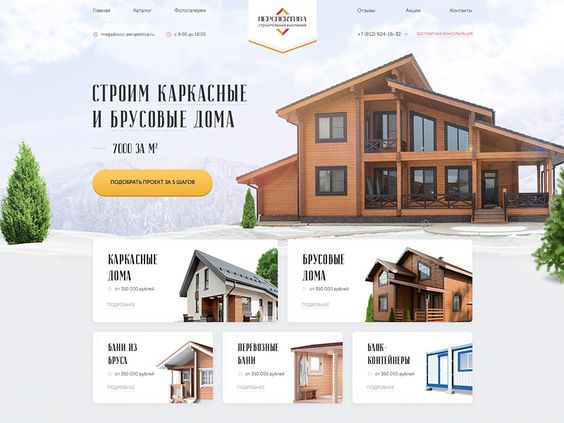 Главная
Каталог
Фотогалерея
ПЕРСПЕКТИВА
строительная компания
Отзывы
Акции
Контакты
mega@ooo-perspektiva.ru
с 9:00 до 18:00
+7 (812) 924-16-32
БЕСПЛАТНАЯ КОНСУЛЬТАЦИЯ
СТРОИМ КАРКАСНЫЕ
И БРУСОВЫЕ ДОМА
7000 ЗА М²
ПОДОБРАТЬ ПРОЕКТ ЗА 5 ШАГОВ
КАРКАСНЫЕ
ДОМА
от 350 000 рублей
ПОДРОБНЕЕ
БРУСОВЫЕ
ДОМА
от 350 000 рублей
ПОДРОБНЕЕ
БАНИ ИЗ
БРУСА
от 350 000 рублей
ПОДРОБНЕЕ
ПЕРЕВОЗНЫЕ
БАНИ
от 350 000 рублей
ПОДРОБНЕЕ
БЛОК-
КОНТЕЙНЕРЫ
от 350 000 рублей
ПОДРОБНЕЕ